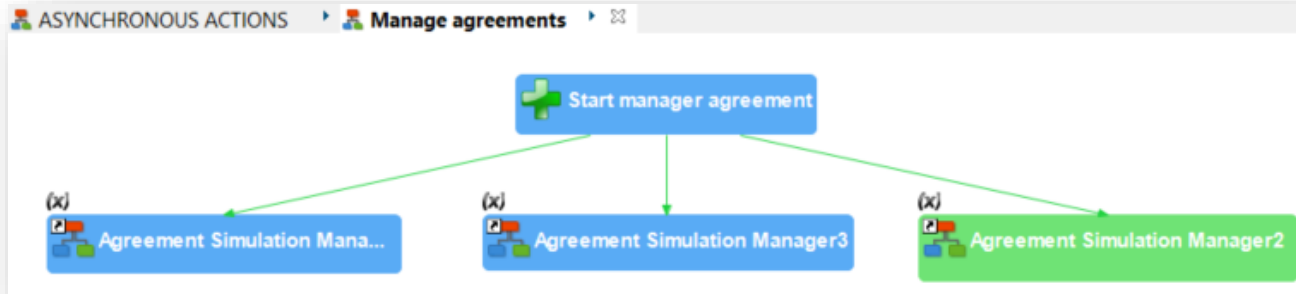 ASYNCHRONOUS ACTIONS
Manage agreements
Start manager agreement
(x)
(x)
(x)
Agreement Simulation Mana...
Agreement Simulation Manager3
Agreement Simulation Manager2